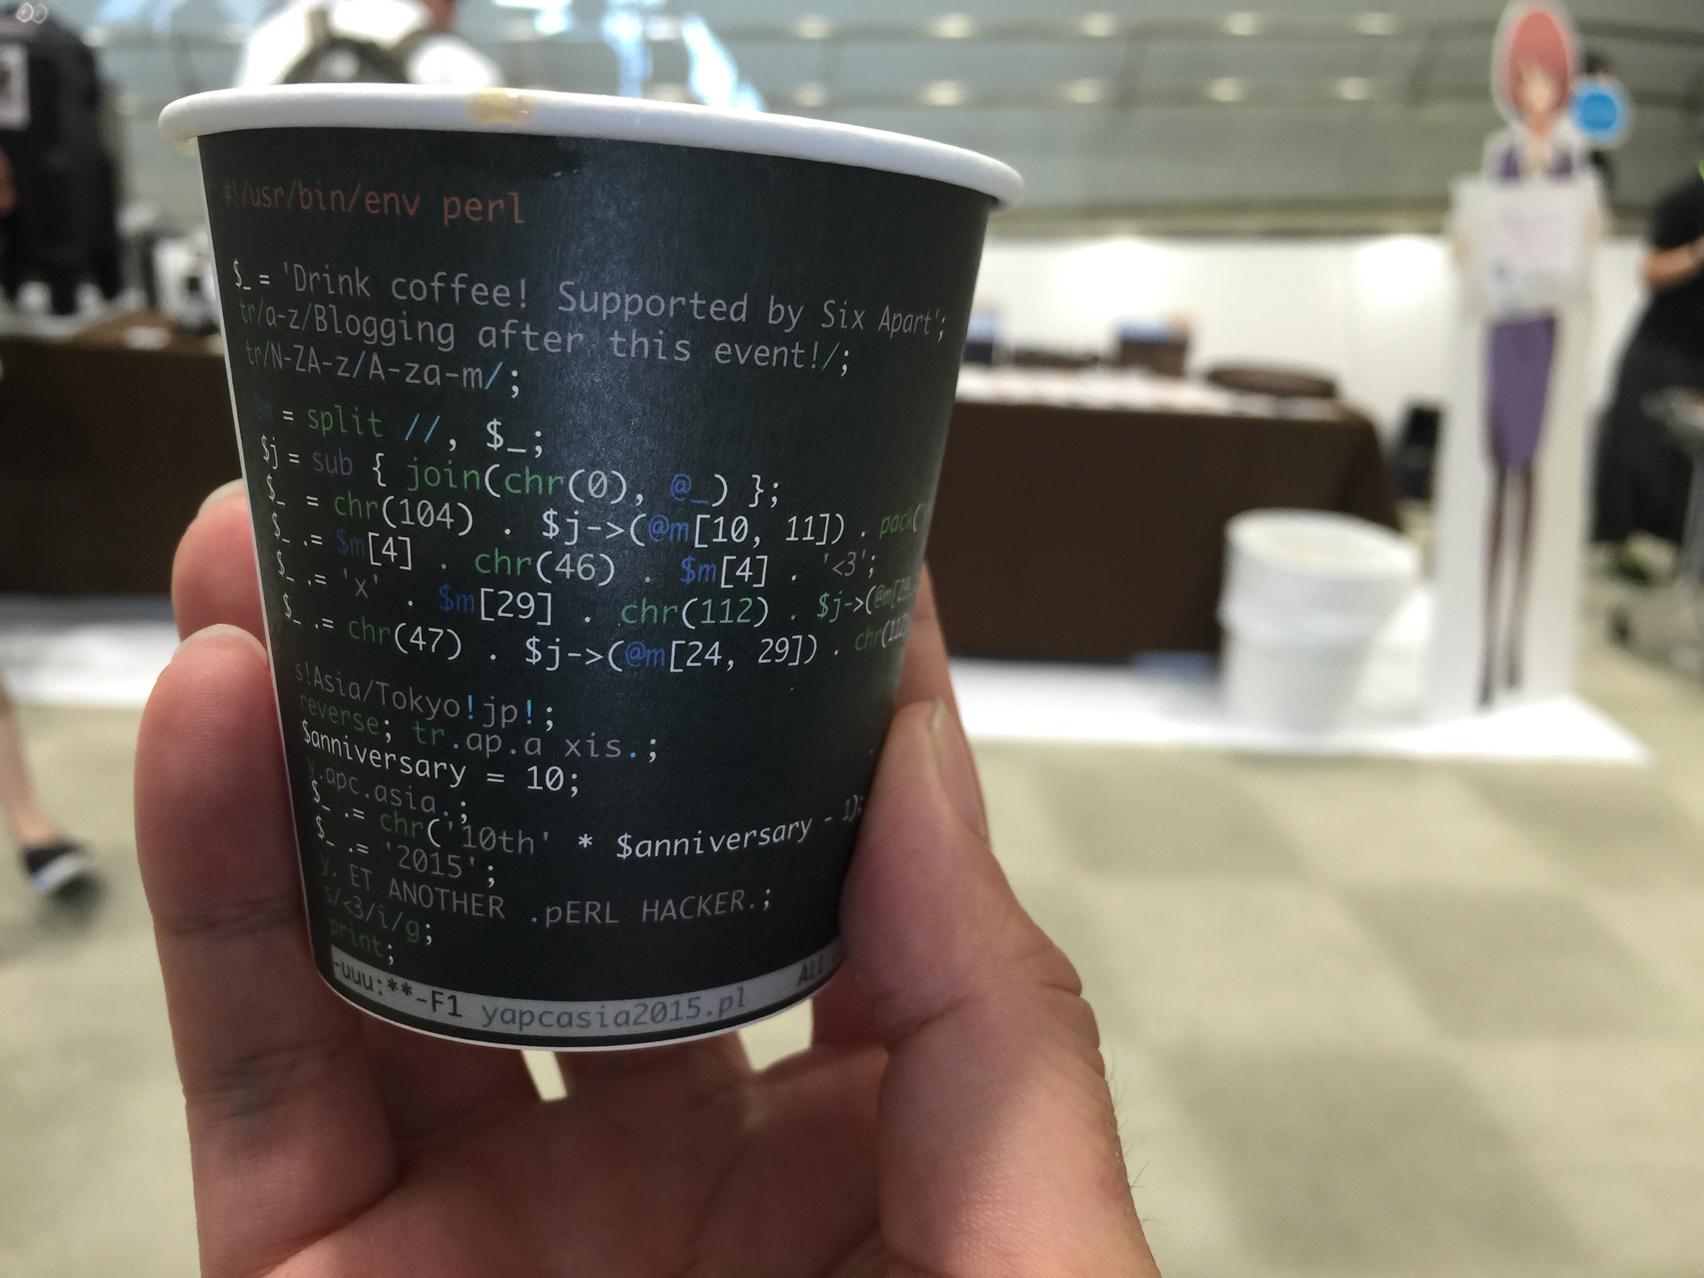 #!/usr/bin/env perl
$_ = 'Drink coffee! Supported by Six Apart';
tr/a-z/Blogging after this event!/;
tr/N-ZA-z/A-za-m/;
@m = split //, $_;
$j = sub { join(chr(0), @_) };
$_ = chr(104) . $j->(@m[10, 11]) . pack(
$_ .= $m[4] . chr(46) . $m[4] . '<3';
$_ .= 'x' . $m[29] . chr(112) . $j->(@m[
$_ .= chr(47) . $j->(@m[24, 29]) . chr(112)
s!Asia/Tokyo!jp!;
reverse; tr.ap.a xis.;
$anniversary = 10;
y.apc.asia.;
$_ .= chr('10th' * $anniversary - 1);
$_ .= '2015';
y. ET ANOTHER .pERL HACKER.;
s/<3/i/g;
print;
-uuu:**-F1 yapcasia2015.pl ALL